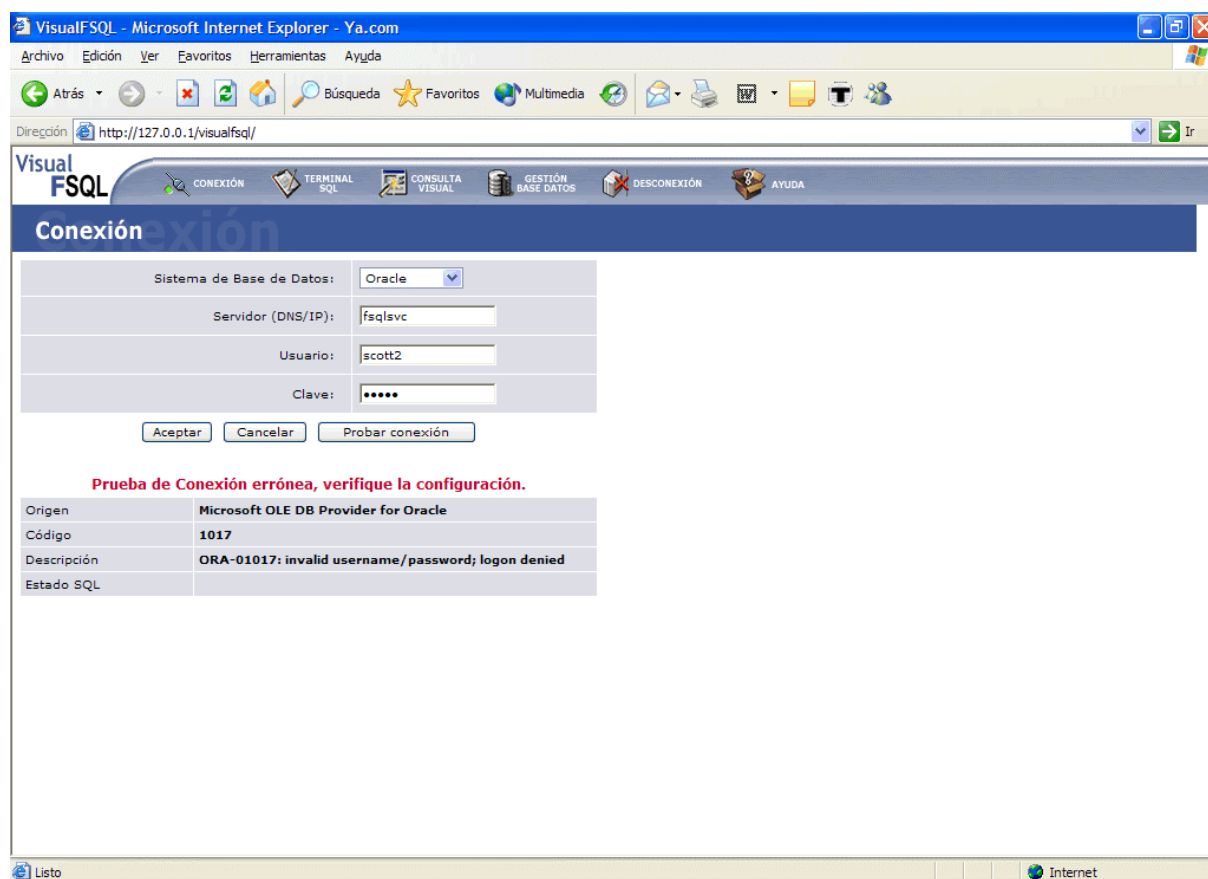 VisualFSQL - Microsoft Internet Explorer - Ya.com
Archivo Edición Ver Favoritos Herramientas Ayuda
Atrás Búsqueda Favoritos Multimedia
Dirección http://127.0.0.1/visualfsql/ Ir
Visual
FSQL
CONEXIÓN
TERMINAL
SQL
CONSULTA
VISUAL
GESTIÓN
BASE DATOS
DESCONEXIÓN
AYUDA
Conexión
Sistema de Base de Datos: Oracle
Servidor (DNS/IP): fsqlsvc
Usuario: scott2
Clave: •••••
Aceptar Cancelar Probar conexión
Prueba de Conexión errónea, verifique la configuración.
Origen Microsoft OLE DB Provider for Oracle
Código 1017
Descripción ORA-01017: invalid username/password; logon denied
Estado SQL
Listo Internet